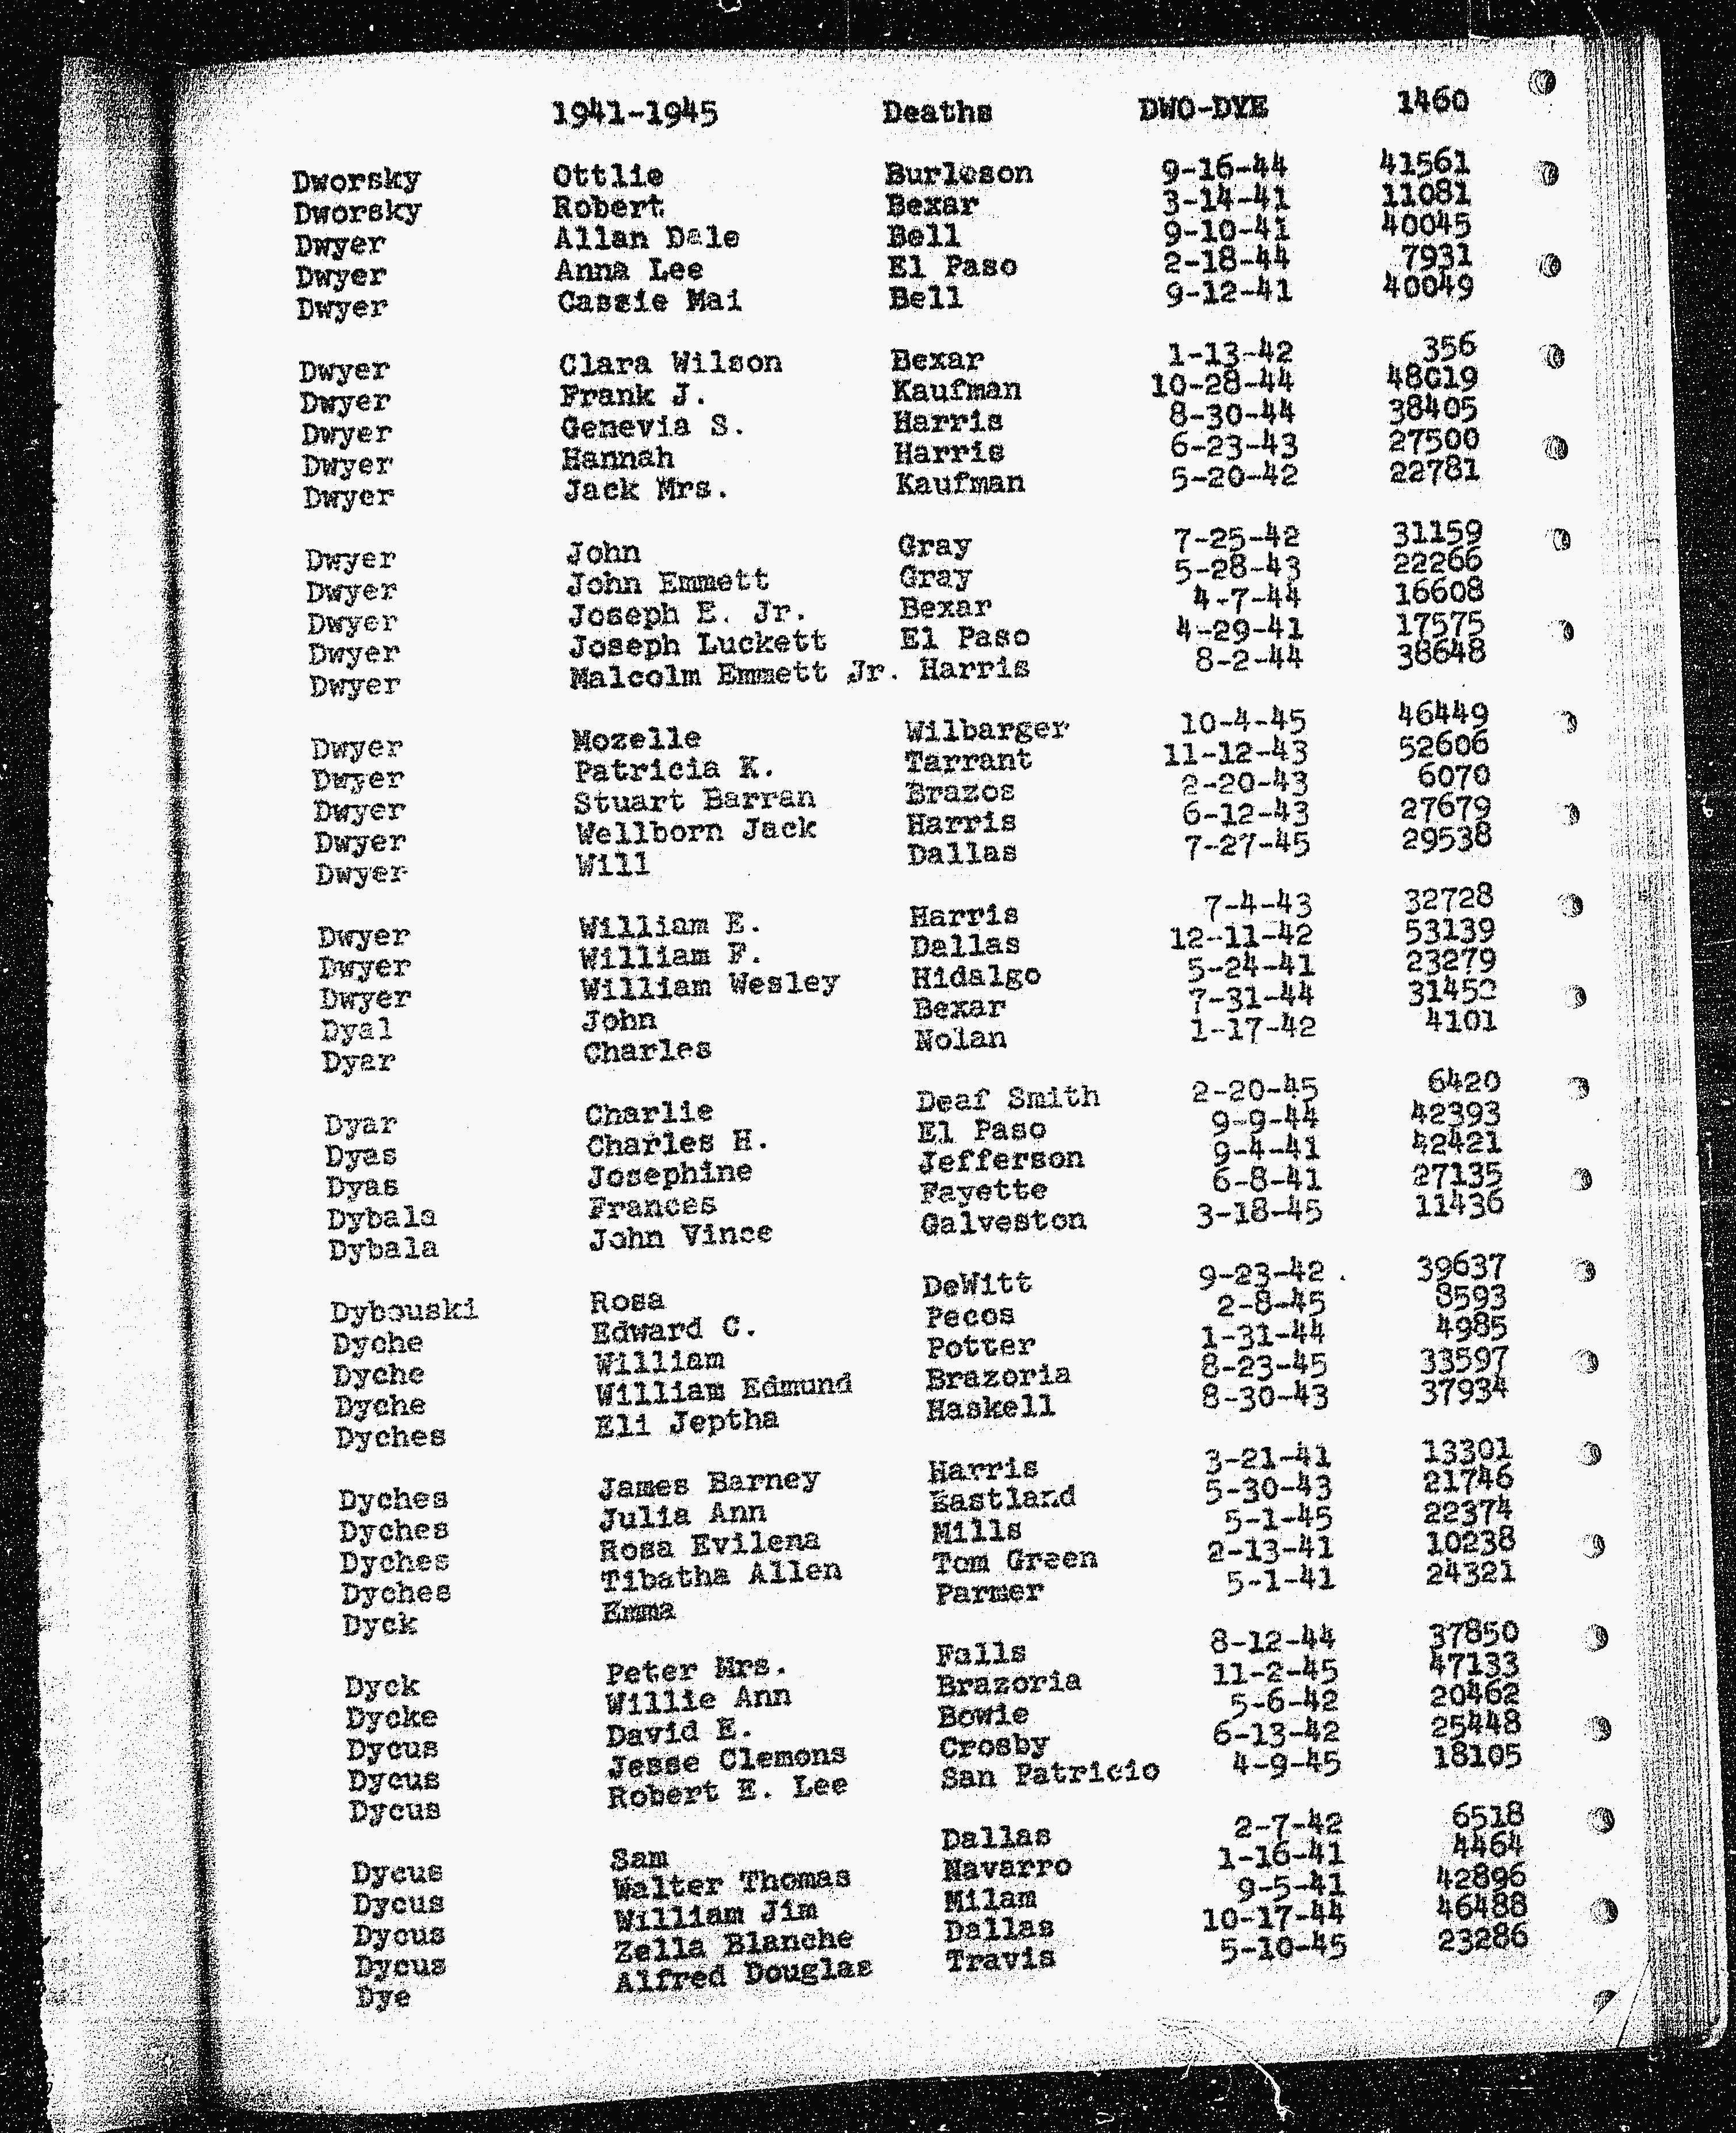 1941-1945 Deaths DWO-DYE 1460
Dworsky Ottlie Burleson 9-16-44 41561
Dworsky Robert Bexar 3-14-41 11081
Dwyer Allan Dale Bell 9-10-41 40045
Dwyer Anna Lee El Paso 2-18-44 7931
Dwyer Cassie Mai Bell 9-12-41 40049
Dwyer Clara Wilson Bexar 1-13-42 356
Dwyer Frank J. Kaufman 10-28-44 48019
Dwyer Genevia S. Harris 8-30-44 38405
Dwyer Hannah Harris 6-23-43 27500
Dwyer Jack Mrs. Kaufman 5-20-42 22781
Dwyer John Gray 7-25-42 31159
Dwyer John Emmett Gray 5-28-43 22266
Dwyer Joseph E. Jr. Bexar 4-7-44 16608
Dwyer Joseph Luckett El Paso 4-29-41 17575
Dwyer Malcolm Emmett Jr. Harris 8-2-44 38648
Dwyer Mozelle Wilbarger 10-4-45 46449
Dwyer Patricia K. Tarrant 11-12-43 52606
Dwyer Stuart Barran Brazos 2-20-43 6070
Dwyer Wellborn Jack Harris 6-12-43 27679
Dwyer Will Dallas 7-27-45 29538
Dwyer William E. Harris 7-4-43 32728
Dwyer William F. Dallas 12-11-42 53139
Dwyer William Wesley Hidalgo 5-24-41 23279
Dyal John Bexar 7-31-44 31452
Dyar Charles Nolan 1-17-42 4101
Dyar Charlie Deaf Smith 2-20-45 6420
Dyas Charles H. El Paso 9-9-44 42393
Dyas Josephine Jefferson 9-4-41 42421
Dybala Frances Fayette 6-8-41 27135
Dybala John Vince Galveston 3-18-45 11436
Dybouski Rosa DeWitt 9-23-42 39637
Dyche Edward C. Pecos 2-8-45 8593
Dyche William Potter 1-31-44 4985
Dyche William Edmund Brazoria 8-23-45 33597
Dyches Eli Jeptha Haskell 8-30-43 37934
Dyches James Barney Harris 3-21-41 13301
Dyches Julia Ann Eastland 5-30-43 21746
Dyches Rosa Evilena Mills 5-1-45 22374
Dyches Tibatha Allen Tom Green 2-13-41 10238
Dyck Emma Parmer 5-1-41 24321
Dyck Peter Mrs. Falls 8-12-44 37850
Dycke Willie Ann Brazoria 11-2-45 47133
Dycus David E. Bowie 5-6-42 20462
Dycus Jesse Clemons Crosby 6-13-42 25448
Dycus Robert E. Lee San Patricio 4-9-45 18105
Dycus Sam Dallas 2-7-42 6518
Dycus Walter Thomas Navarro 1-16-41 4464
Dycus William Jim Milam 9-5-41 42896
Dycus Zella Blanche Dallas 10-17-44 46488
Dye Alfred Douglas Travis 5-10-45 23286